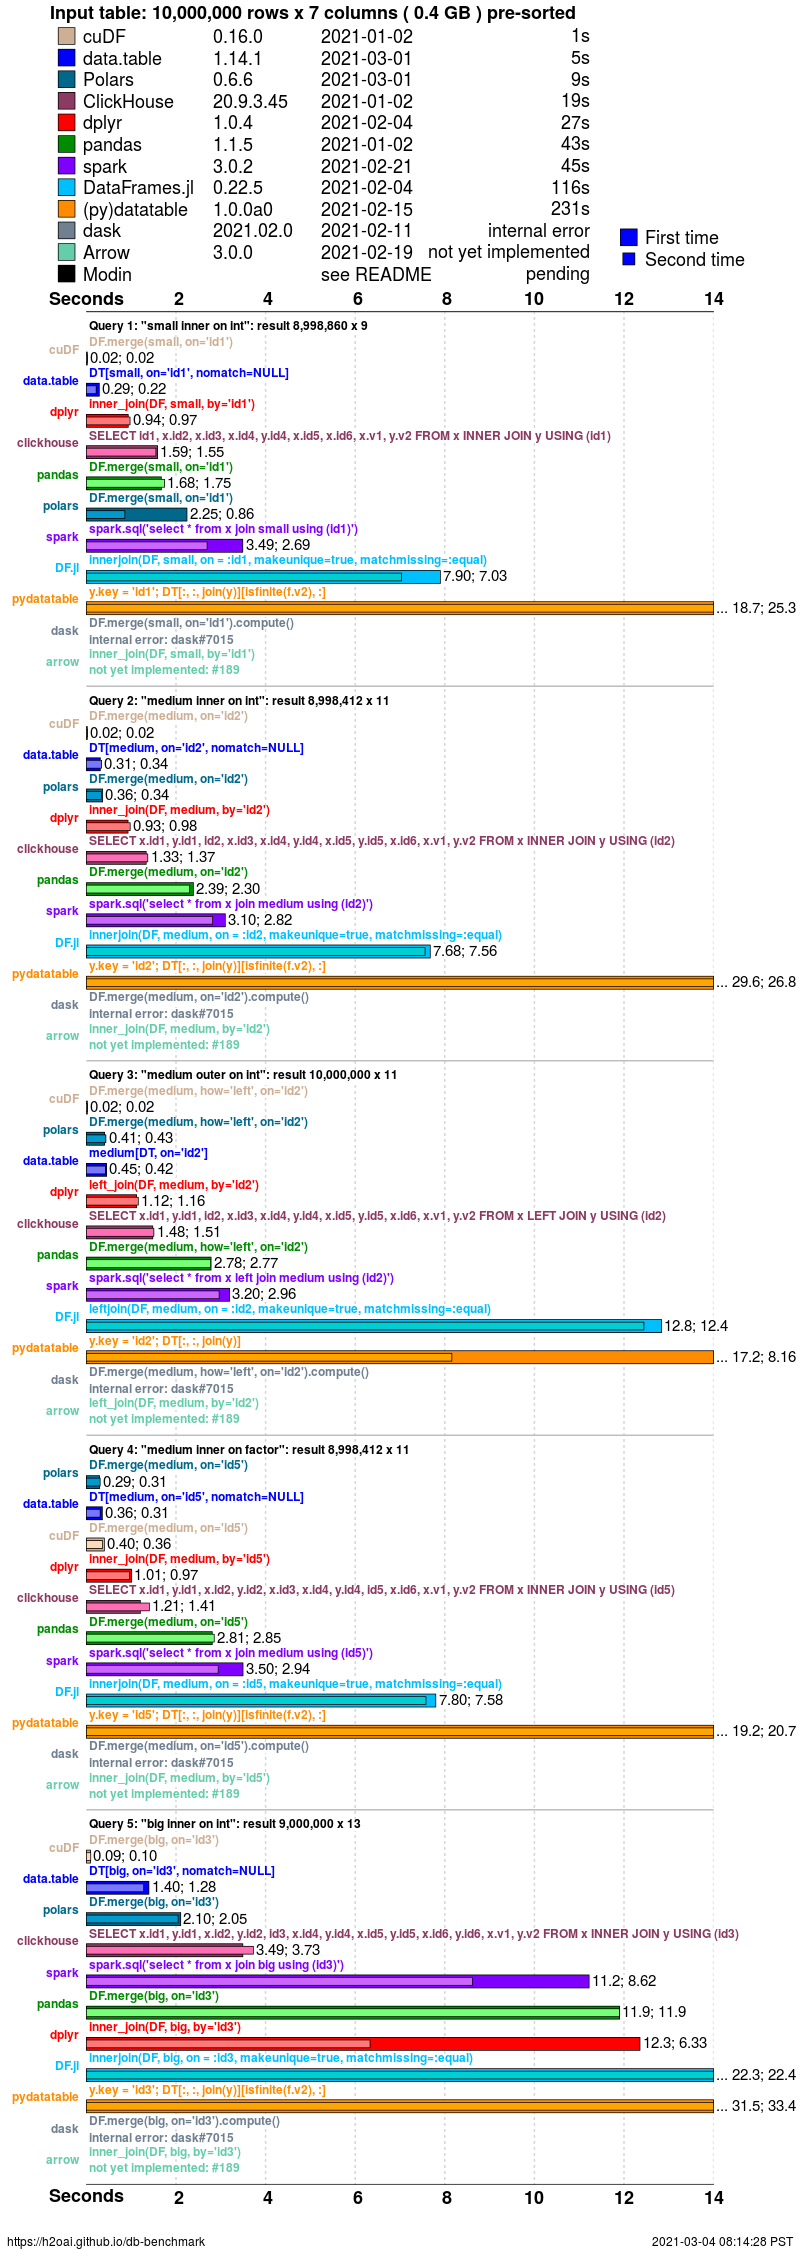 Input table: 10,000,000 rows x 7 columns ( 0.4 GB ) pre-sorted
cuDF 0.16.0 2021-01-02 1s
data.table 1.14.1 2021-03-01 5s
Polars 0.6.6 2021-03-01 9s
ClickHouse 20.9.3.45 2021-01-02 19s
dplyr 1.0.4 2021-02-04 27s
pandas 1.1.5 2021-01-02 43s
spark 3.0.2 2021-02-21 45s
DataFrames.jl 0.22.5 2021-02-04 116s
(py)datatable 1.0.0a0 2021-02-15 231s
dask 2021.02.0 2021-02-11 internal error
Arrow 3.0.0 2021-02-19 not yet implemented
Modin see README pending
First time
Second time
Seconds 2 4 6 8 10 12 14
Query 1: "small inner on int": result 8,998,860 x 9
DF.merge(small, on='id1')
cuDF 0.02; 0.02
DT[small, on='id1', nomatch=NULL]
data.table 0.29; 0.22
inner_join(DF, small, by='id1')
dplyr 0.94; 0.97
SELECT id1, x.id2, x.id3, x.id4, y.id4, x.id5, x.id6, x.v1, y.v2 FROM x INNER JOIN y USING (id1)
clickhouse 1.59; 1.55
DF.merge(small, on='id1')
pandas 1.68; 1.75
DF.merge(small, on='id1')
polars 2.25; 0.86
spark.sql('select * from x join small using (id1)')
spark 3.49; 2.69
innerjoin(DF, small, on = :id1, makeunique=true, matchmissing=:equal)
DF.jl 7.90; 7.03
y.key = 'id1'; DT[:, :, join(y)][isfinite(f.v2), :]
pydatatable ... 18.7; 25.3
DF.merge(small, on='id1').compute()
dask internal error: dask#7015
inner_join(DF, small, by='id1')
arrow not yet implemented: #189
Query 2: "medium inner on int": result 8,998,412 x 11
DF.merge(medium, on='id2')
cuDF 0.02; 0.02
DT[medium, on='id2', nomatch=NULL]
data.table 0.31; 0.34
DF.merge(medium, on='id2')
polars 0.36; 0.34
inner_join(DF, medium, by='id2')
dplyr 0.93; 0.98
SELECT x.id1, y.id1, id2, x.id3, x.id4, y.id4, x.id5, y.id5, x.id6, x.v1, y.v2 FROM x INNER JOIN y USING (id2)
clickhouse 1.33; 1.37
DF.merge(medium, on='id2')
pandas 2.39; 2.30
spark.sql('select * from x join medium using (id2)')
spark 3.10; 2.82
innerjoin(DF, medium, on = :id2, makeunique=true, matchmissing=:equal)
DF.jl 7.68; 7.56
y.key = 'id2'; DT[:, :, join(y)][isfinite(f.v2), :]
pydatatable ... 29.6; 26.8
DF.merge(medium, on='id2').compute()
dask internal error: dask#7015
inner_join(DF, medium, by='id2')
arrow not yet implemented: #189
Query 3: "medium outer on int": result 10,000,000 x 11
DF.merge(medium, how='left', on='id2')
cuDF 0.02; 0.02
DF.merge(medium, how='left', on='id2')
polars 0.41; 0.43
medium[DT, on='id2']
data.table 0.45; 0.42
left_join(DF, medium, by='id2')
dplyr 1.12; 1.16
SELECT x.id1, y.id1, id2, x.id3, x.id4, y.id4, x.id5, y.id5, x.id6, x.v1, y.v2 FROM x LEFT JOIN y USING (id2)
clickhouse 1.48; 1.51
DF.merge(medium, how='left', on='id2')
pandas 2.78; 2.77
spark.sql('select * from x left join medium using (id2)')
spark 3.20; 2.96
leftjoin(DF, medium, on = :id2, makeunique=true, matchmissing=:equal)
DF.jl 12.8; 12.4
y.key = 'id2'; DT[:, :, join(y)]
pydatatable ... 17.2; 8.16
DF.merge(medium, how='left', on='id2').compute()
dask internal error: dask#7015
left_join(DF, medium, by='id2')
arrow not yet implemented: #189
Query 4: "medium inner on factor": result 8,998,412 x 11
DF.merge(medium, on='id5')
polars 0.29; 0.31
DT[medium, on='id5', nomatch=NULL]
data.table 0.36; 0.31
DF.merge(medium, on='id5')
cuDF 0.40; 0.36
inner_join(DF, medium, by='id5')
dplyr 1.01; 0.97
SELECT x.id1, y.id1, x.id2, y.id2, x.id3, x.id4, y.id4, id5, x.id6, x.v1, y.v2 FROM x INNER JOIN y USING (id5)
clickhouse 1.21; 1.41
DF.merge(medium, on='id5')
pandas 2.81; 2.85
spark.sql('select * from x join medium using (id5)')
spark 3.50; 2.94
innerjoin(DF, medium, on = :id5, makeunique=true, matchmissing=:equal)
DF.jl 7.80; 7.58
y.key = 'id5'; DT[:, :, join(y)][isfinite(f.v2), :]
pydatatable ... 19.2; 20.7
DF.merge(medium, on='id5').compute()
dask internal error: dask#7015
inner_join(DF, medium, by='id5')
arrow not yet implemented: #189
Query 5: "big inner on int": result 9,000,000 x 13
DF.merge(big, on='id3')
cuDF 0.09; 0.10
DT[big, on='id3', nomatch=NULL]
data.table 1.40; 1.28
DF.merge(big, on='id3')
polars 2.10; 2.05
SELECT x.id1, y.id1, x.id2, y.id2, id3, x.id4, y.id4, x.id5, y.id5, x.id6, y.id6, x.v1, y.v2 FROM x INNER JOIN y USING (id3)
clickhouse 3.49; 3.73
spark.sql('select * from x join big using (id3)')
spark 11.2; 8.62
DF.merge(big, on='id3')
pandas 11.9; 11.9
inner_join(DF, big, by='id3')
dplyr 12.3; 6.33
innerjoin(DF, big, on = :id3, makeunique=true, matchmissing=:equal)
DF.jl ... 22.3; 22.4
y.key = 'id3'; DT[:, :, join(y)][isfinite(f.v2), :]
pydatatable ... 31.5; 33.4
DF.merge(big, on='id3').compute()
dask internal error: dask#7015
inner_join(DF, big, by='id3')
arrow not yet implemented: #189
Seconds 2 4 6 8 10 12 14
https://h2oai.github.io/db-benchmark 2021-03-04 08:14:28 PST